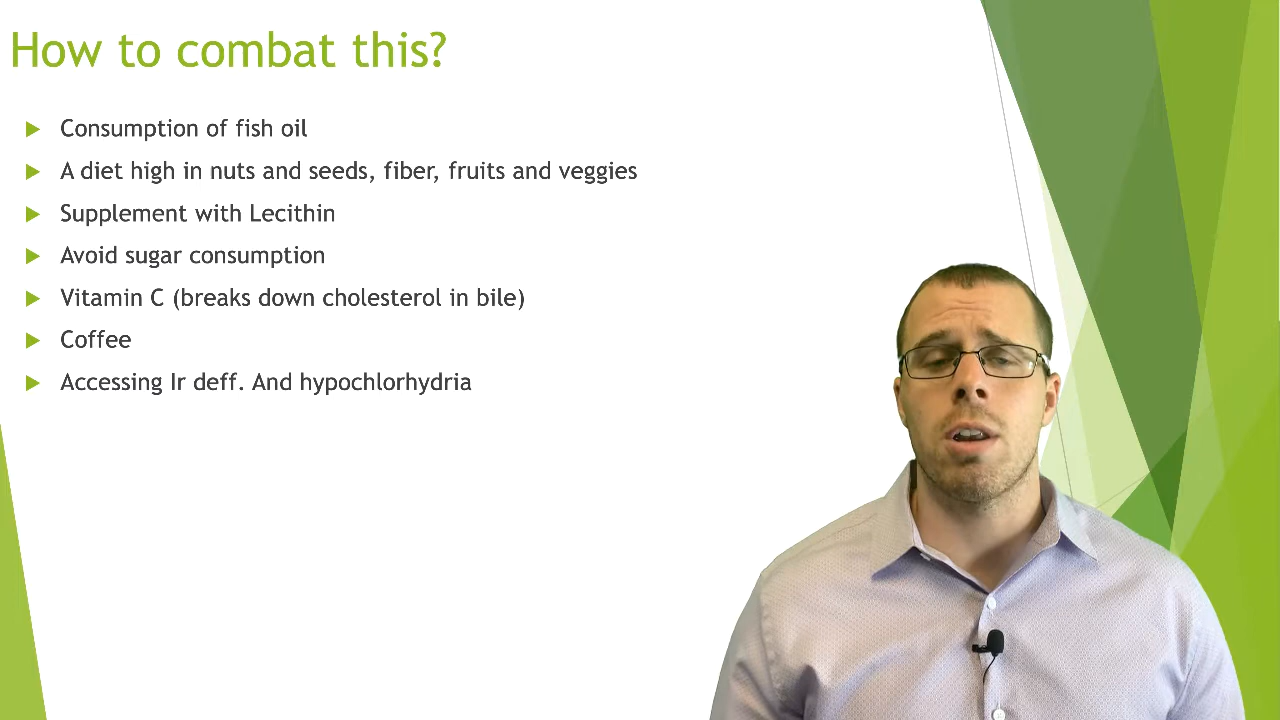 How to combat this?
Consumption of fish oil
A diet high in nuts and seeds, fiber, fruits and veggies
Supplement with Lecithin
Avoid sugar consumption
Vitamin C (breaks down cholesterol in bile)
Coffee
Accessing Ir deff. And hypochlorhydria